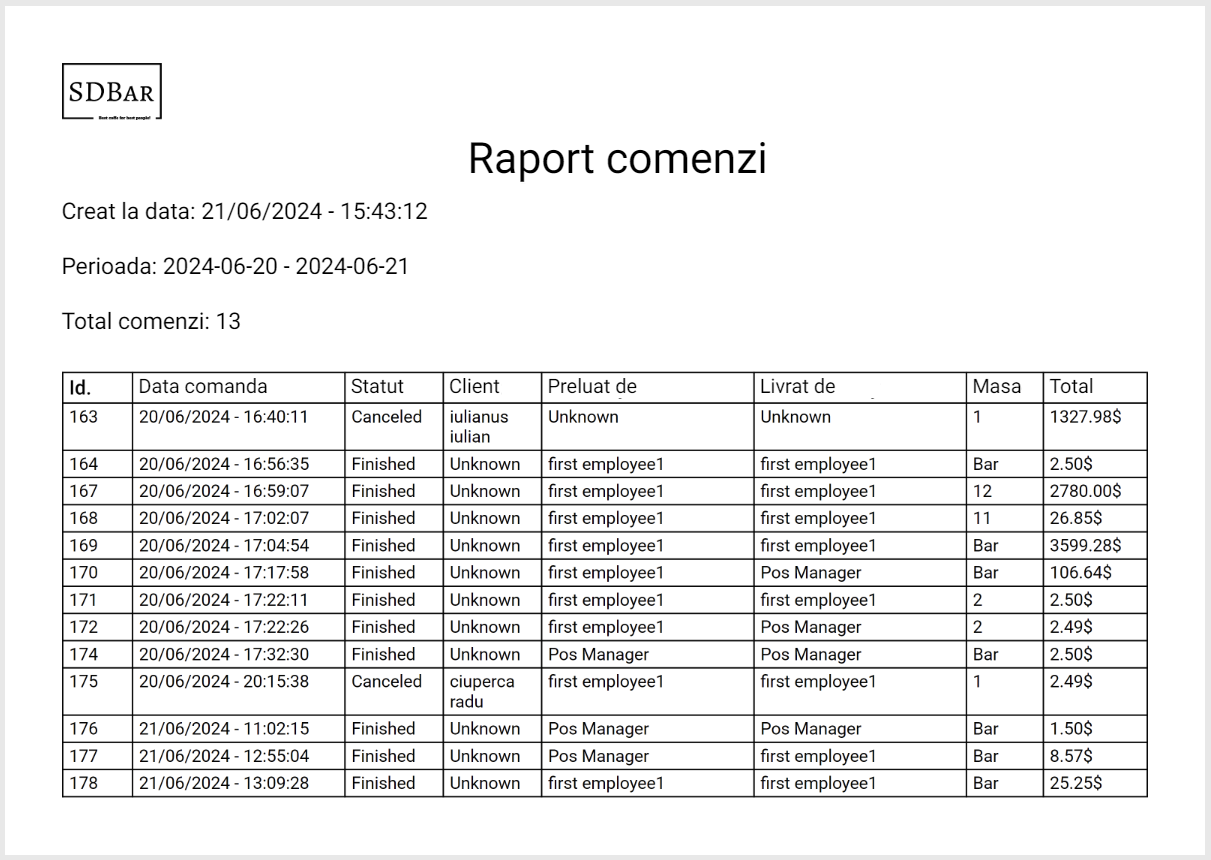 SDBAR
Best cafis for best people!
Raport comenzi
Creat la data: 21/06/2024 - 15:43:12
Perioada: 2024-06-20 - 2024-06-21
Total comenzi: 13
Id. Data comanda Statut Client Preluat de Livrat de Masa Total
163 20/06/2024 - 16:40:11 Canceled iulianus Unknown Unknown 1 1327.98$
iulian
164 20/06/2024 - 16:56:35 Finished Unknown first employee1 first employee1 Bar 2.50$
167 20/06/2024 - 16:59:07 Finished Unknown first employee1 first employee1 12 2780.00$
168 20/06/2024 - 17:02:07 Finished Unknown first employee1 first employee1 11 26.85$
169 20/06/2024 - 17:04:54 Finished Unknown first employee1 first employee1 Bar 3599.28$
170 20/06/2024 - 17:17:58 Finished Unknown first employee1 Pos Manager Bar 106.64$
171 20/06/2024 - 17:22:11 Finished Unknown first employee1 first employee1 2 2.50$
172 20/06/2024 - 17:22:26 Finished Unknown first employee1 Pos Manager 2 2.49$
174 20/06/2024 - 17:32:30 Finished Unknown Pos Manager Pos Manager Bar 2.50$
175 20/06/2024 - 20:15:38 Canceled ciuperca first employee1 first employee1 1 2.49$
radu
176 21/06/2024 - 11:02:15 Finished Unknown Pos Manager Pos Manager Bar 1.50$
177 21/06/2024 - 12:55:04 Finished Unknown Pos Manager first employee1 Bar 8.57$
178 21/06/2024 - 13:09:28 Finished Unknown first employee1 first employee1 Bar 25.25$